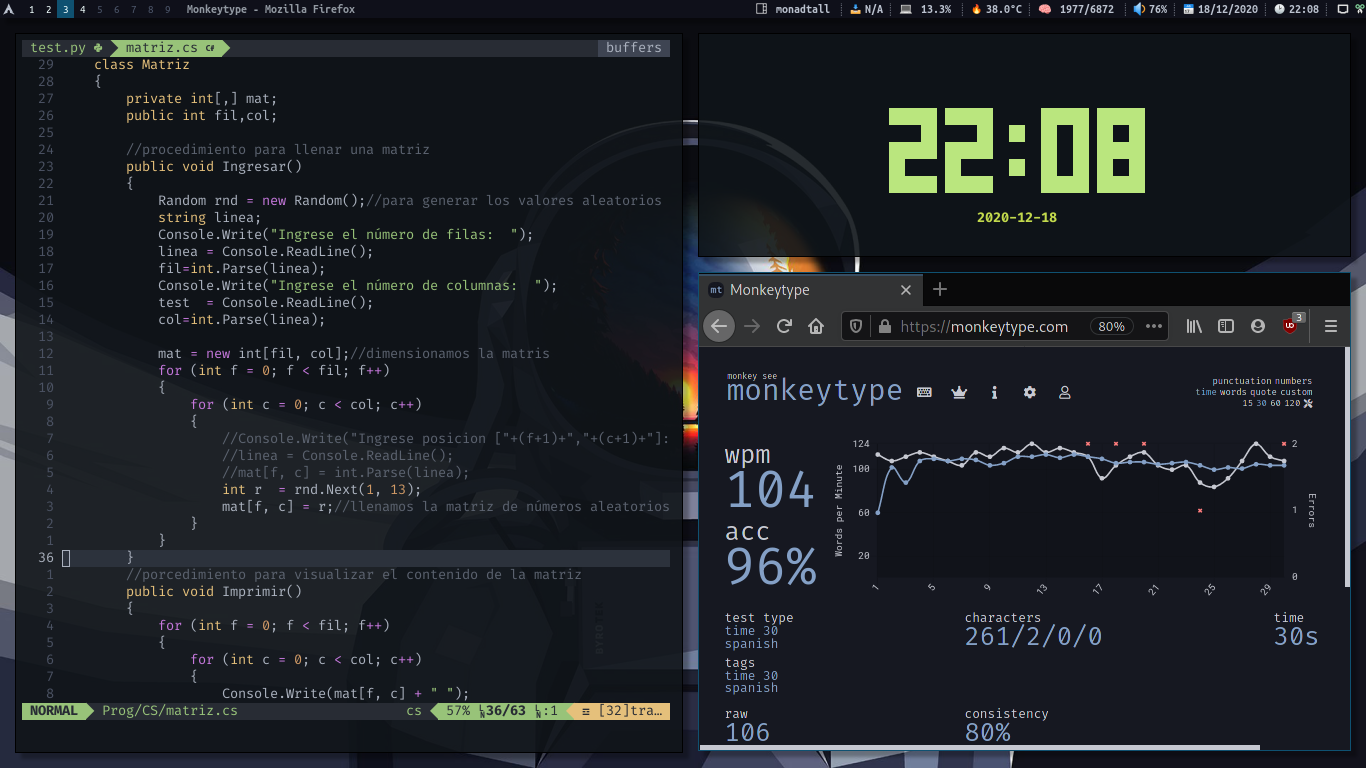 1 2 3 4 5 6 7 8 9 Monkeytype - Mozilla Firefox monadtall N/A 13.3% 38.0°C 1977/6872 76% 18/12/2020 22:08
test.py matriz.cs buffers
29 class Matriz
28 {
27 private int[,] mat;
26 public int fil,col;
25
24 //procedimiento para llenar una matriz
23 public void Ingresar()
22 {
21 Random rnd = new Random();//para generar los valores aleatorios
20 string linea;
19 Console.Write("Ingrese el número de filas:  ");
18 linea = Console.ReadLine();
17 fil=int.Parse(linea);
16 Console.Write("Ingrese el número de columnas:  ");
15 test  = Console.ReadLine();
14 col=int.Parse(linea);
13
12 mat = new int[fil, col];//dimensionamos la matris
11 for (int f = 0; f < fil; f++)
10 {
9 for (int c = 0; c < col; c++)
8 {
7 //Console.Write("Ingrese posicion ["+(f+1)+","+(c+1)+"]:
6 //linea = Console.ReadLine();
5 //mat[f, c] = int.Parse(linea);
4 int r  = rnd.Next(1, 13);
3 mat[f, c] = r;//llenamos la matriz de números aleatorios
2 }
1 }
36 }
1 //porcedimiento para visualizar el contenido de la matriz
2 public void Imprimir()
3 {
4 for (int f = 0; f < fil; f++)
5 {
6 for (int c = 0; c < col; c++)
7 {
8 Console.Write(mat[f, c] + " ");
NORMAL Prog/CS/matriz.cs cs 57% 36/63 :1 [32]tra…
22:08
2020-12-18
mt Monkeytype
https://monkeytype.com 80% 3
monkey see
monkeytype
punctuation numbers
time words quote custom
15 30 60 120
wpm
104
acc
96%
Words per Minute
124
100
60
20
1 5 9 13 17 21 25 29
2
1
0
Errors
test type
time 30
spanish
characters
261/2/0/0
time
30s
tags
time 30
spanish
raw
106
consistency
80%